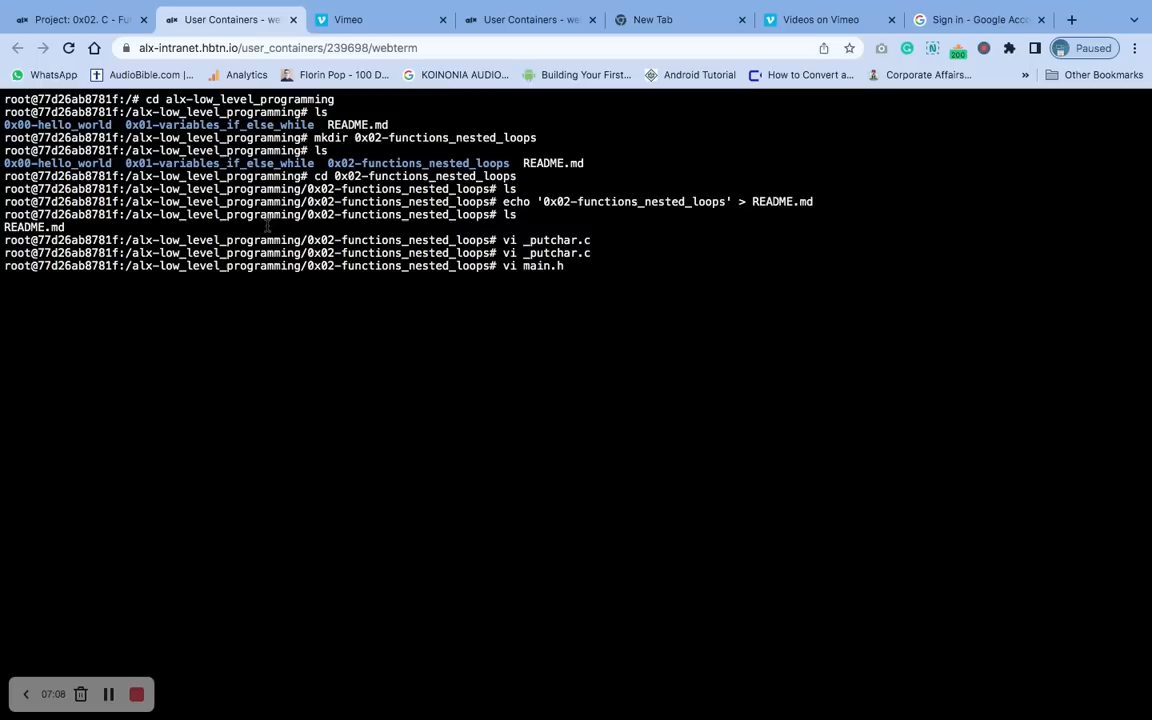 Project: 0x02. C - Fun
User Containers - we
Vimeo
User Containers - we
New Tab
Videos on Vimeo
Sign in - Google Acco
alx-intranet.hbtn.io/user_containers/239698/webterm
200
Paused
WhatsApp
AudioBible.com |...
Analytics
Florin Pop - 100 D...
KOINONIA AUDIO...
Building Your First...
Android Tutorial
How to Convert a...
Corporate Affairs...
»
Other Bookmarks
root@77d26ab8781f:/# cd alx-low_level_programming
root@77d26ab8781f:/alx-low_level_programming# ls
0x00-hello_world  0x01-variables_if_else_while  README.md
root@77d26ab8781f:/alx-low_level_programming# mkdir 0x02-functions_nested_loops
root@77d26ab8781f:/alx-low_level_programming# ls
0x00-hello_world  0x01-variables_if_else_while  0x02-functions_nested_loops  README.md
root@77d26ab8781f:/alx-low_level_programming# cd 0x02-functions_nested_loops
root@77d26ab8781f:/alx-low_level_programming/0x02-functions_nested_loops# ls
root@77d26ab8781f:/alx-low_level_programming/0x02-functions_nested_loops# echo '0x02-functions_nested_loops' > README.md
root@77d26ab8781f:/alx-low_level_programming/0x02-functions_nested_loops# ls
README.md
root@77d26ab8781f:/alx-low_level_programming/0x02-functions_nested_loops# vi _putchar.c
root@77d26ab8781f:/alx-low_level_programming/0x02-functions_nested_loops# vi _putchar.c
root@77d26ab8781f:/alx-low_level_programming/0x02-functions_nested_loops# vi main.h
07:08